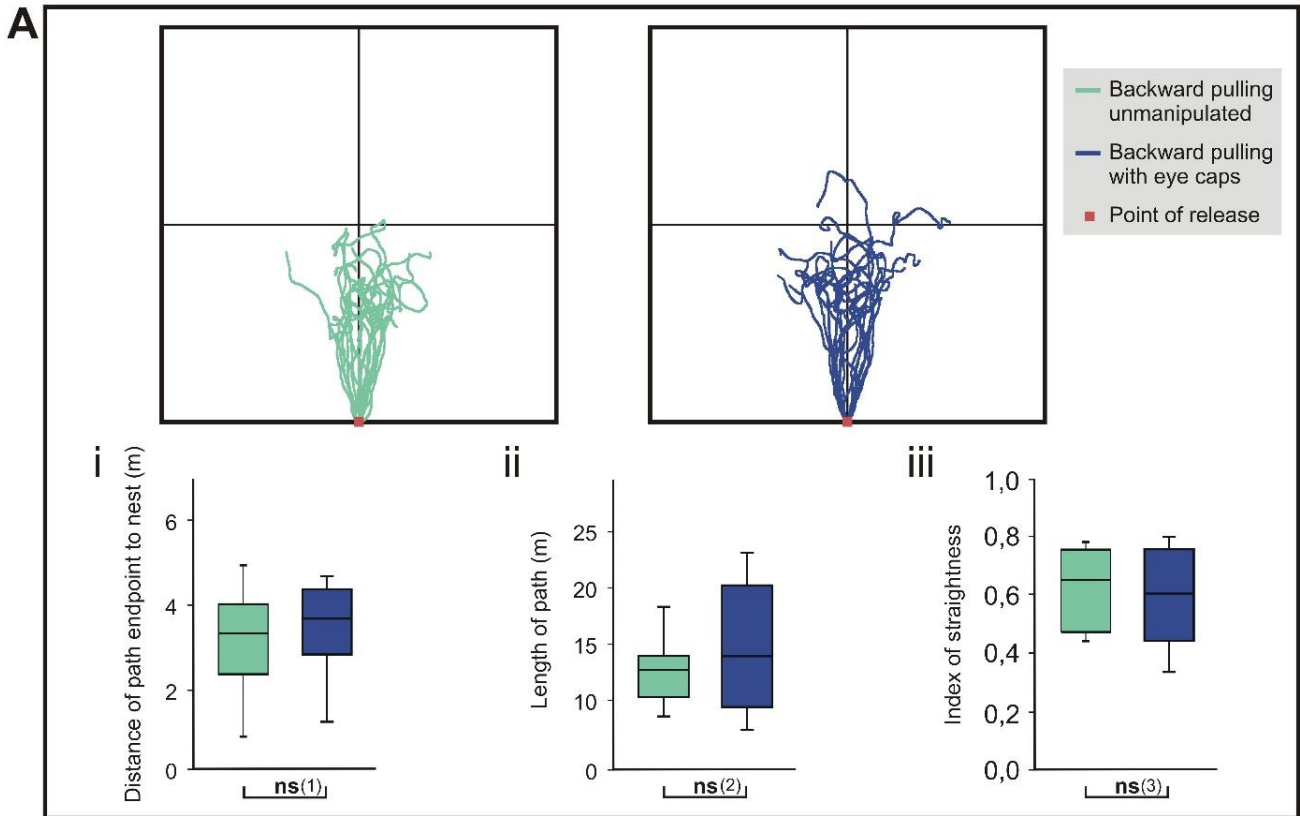 A
Backward pulling
unmanipulated
Backward pulling
with eye caps
Point of release
i
Distance of path endpoint to nest (m)
6
4
2
0
ns(1)
ii
Length of path (m)
25
20
15
10
0
ns(2)
iii
Index of straightness
1,0
0,8
0,6
0,4
0,2
0,0
ns(3)